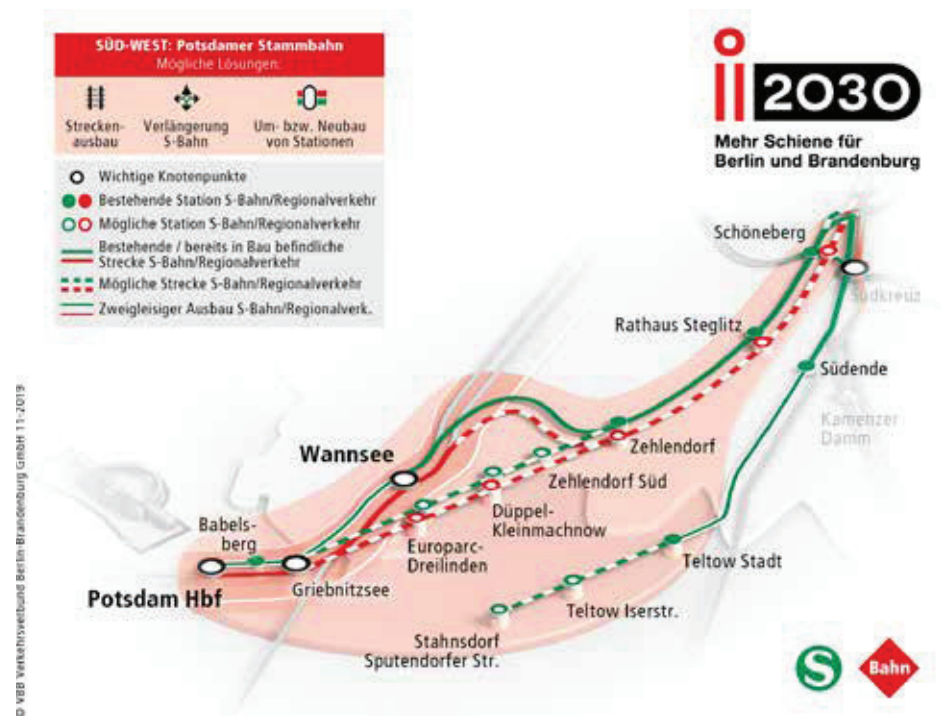 SÜD-WEST: Potsdamer Stammbahn
Mögliche Lösungen:
Strecken-
ausbau
Verlängerung
S-Bahn
Um- bzw. Neubau
von Stationen
Wichtige Knotenpunkte
Bestehende Station S-Bahn/Regionalverkehr
Mögliche Station S-Bahn/Regionalverkehr
Bestehende / bereits in Bau befindliche
Strecke S-Bahn/Regionalverkehr
Mögliche Strecke S-Bahn/Regionalverkehr
Zweigleisiger Ausbau S-Bahn/Regionalverk.
i2030
Mehr Schiene für
Berlin und Brandenburg
Schöneberg
Südkreuz
Rathaus Steglitz
Südende
Kamenzer
Damm
Zehlendorf
Wannsee
Zehlendorf Süd
Düppel-
Kleinmachnow
Babels-
berg
Europarc-
Dreilinden
Griebnitzsee
Teltow Stadt
Potsdam Hbf
Teltow Iserstr.
Stahnsdorf
Sputendorfer Str.
S
Bahn
© VBB Verkehrsverbund Berlin-Brandenburg GmbH 11-2019